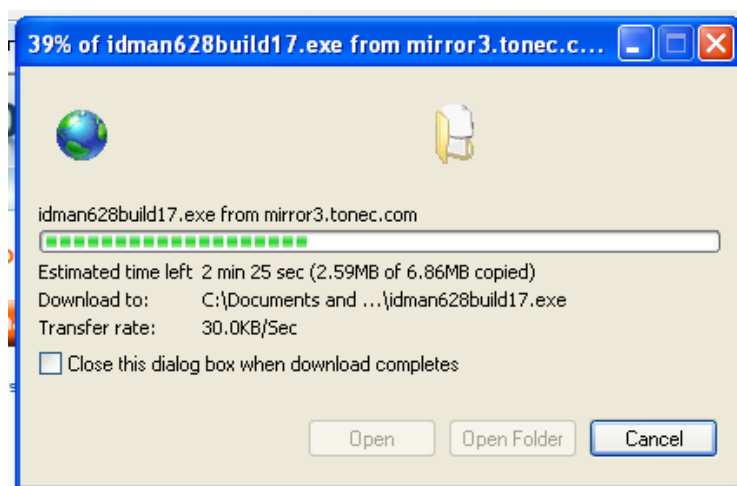 39% of idman628build17.exe from mirror3.tonec.c...
idman628build17.exe from mirror3.tonec.com
Estimated time left 2 min 25 sec (2.59MB of 6.86MB copied)
Download to: C:\Documents and ...\idman628build17.exe
Transfer rate: 30.0KB/Sec
Close this dialog box when download completes
Open Open Folder Cancel